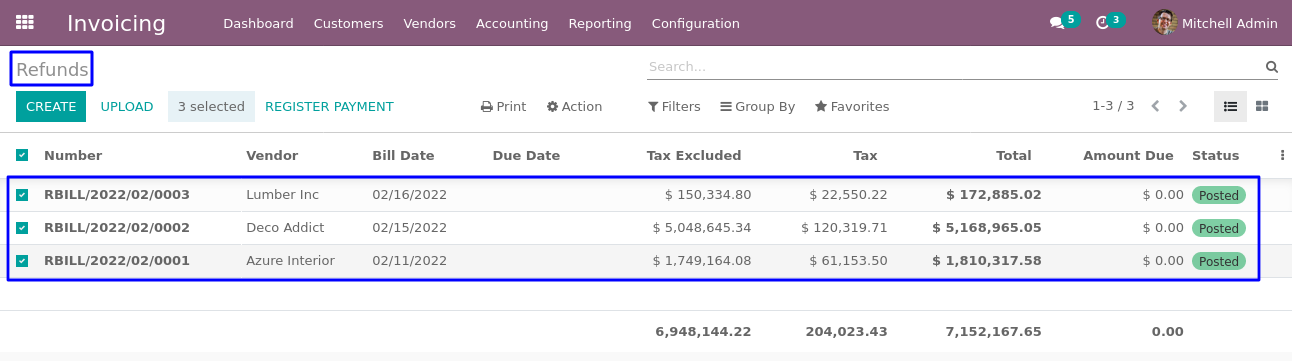 Invoicing Dashboard Customers Vendors Accounting Reporting Configuration 5 3 Mitchell Admin
Refunds Search...
CREATE UPLOAD 3 selected REGISTER PAYMENT Print Action Filters Group By Favorites 1-3 / 3
Number Vendor Bill Date Due Date Tax Excluded Tax Total Amount Due Status
RBILL/2022/02/0003 Lumber Inc 02/16/2022 $ 150,334.80 $ 22,550.22 $ 172,885.02 $ 0.00 Posted
RBILL/2022/02/0002 Deco Addict 02/15/2022 $ 5,048,645.34 $ 120,319.71 $ 5,168,965.05 $ 0.00 Posted
RBILL/2022/02/0001 Azure Interior 02/11/2022 $ 1,749,164.08 $ 61,153.50 $ 1,810,317.58 $ 0.00 Posted
6,948,144.22 204,023.43 7,152,167.65 0.00